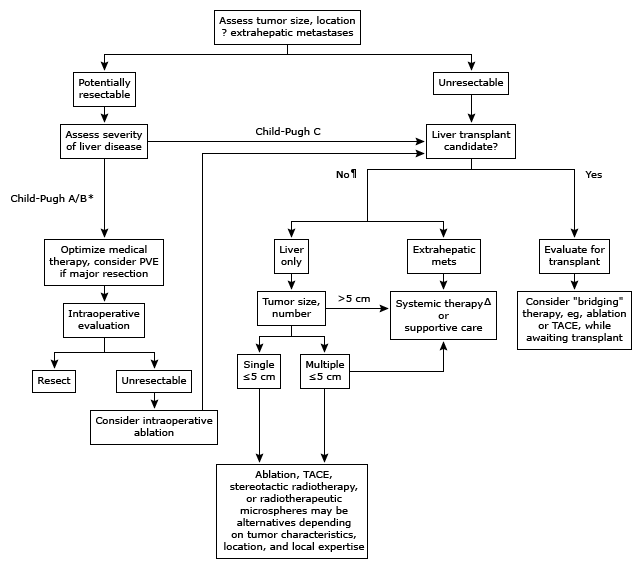 Assess tumor size, location
? extrahepatic metastases
Potentially
resectable
Unresectable
Assess severity
of liver disease
Child-Pugh C
Liver transplant
candidate?
No¶
Yes
Child-Pugh A/B*
Optimize medical
therapy, consider PVE
if major resection
Liver
only
Extrahepatic
mets
Evaluate for
transplant
Intraoperative
evaluation
Tumor size,
number
>5 cm
Systemic therapyΔ
or
supportive care
Consider "bridging"
therapy, eg, ablation
or TACE, while
awaiting transplant
Resect
Unresectable
Single
≤5 cm
Multiple
≤5 cm
Consider intraoperative
ablation
Ablation, TACE,
stereotactic radiotherapy,
or radiotherapeutic
microspheres may be
alternatives depending
on tumor characteristics,
location, and local expertise